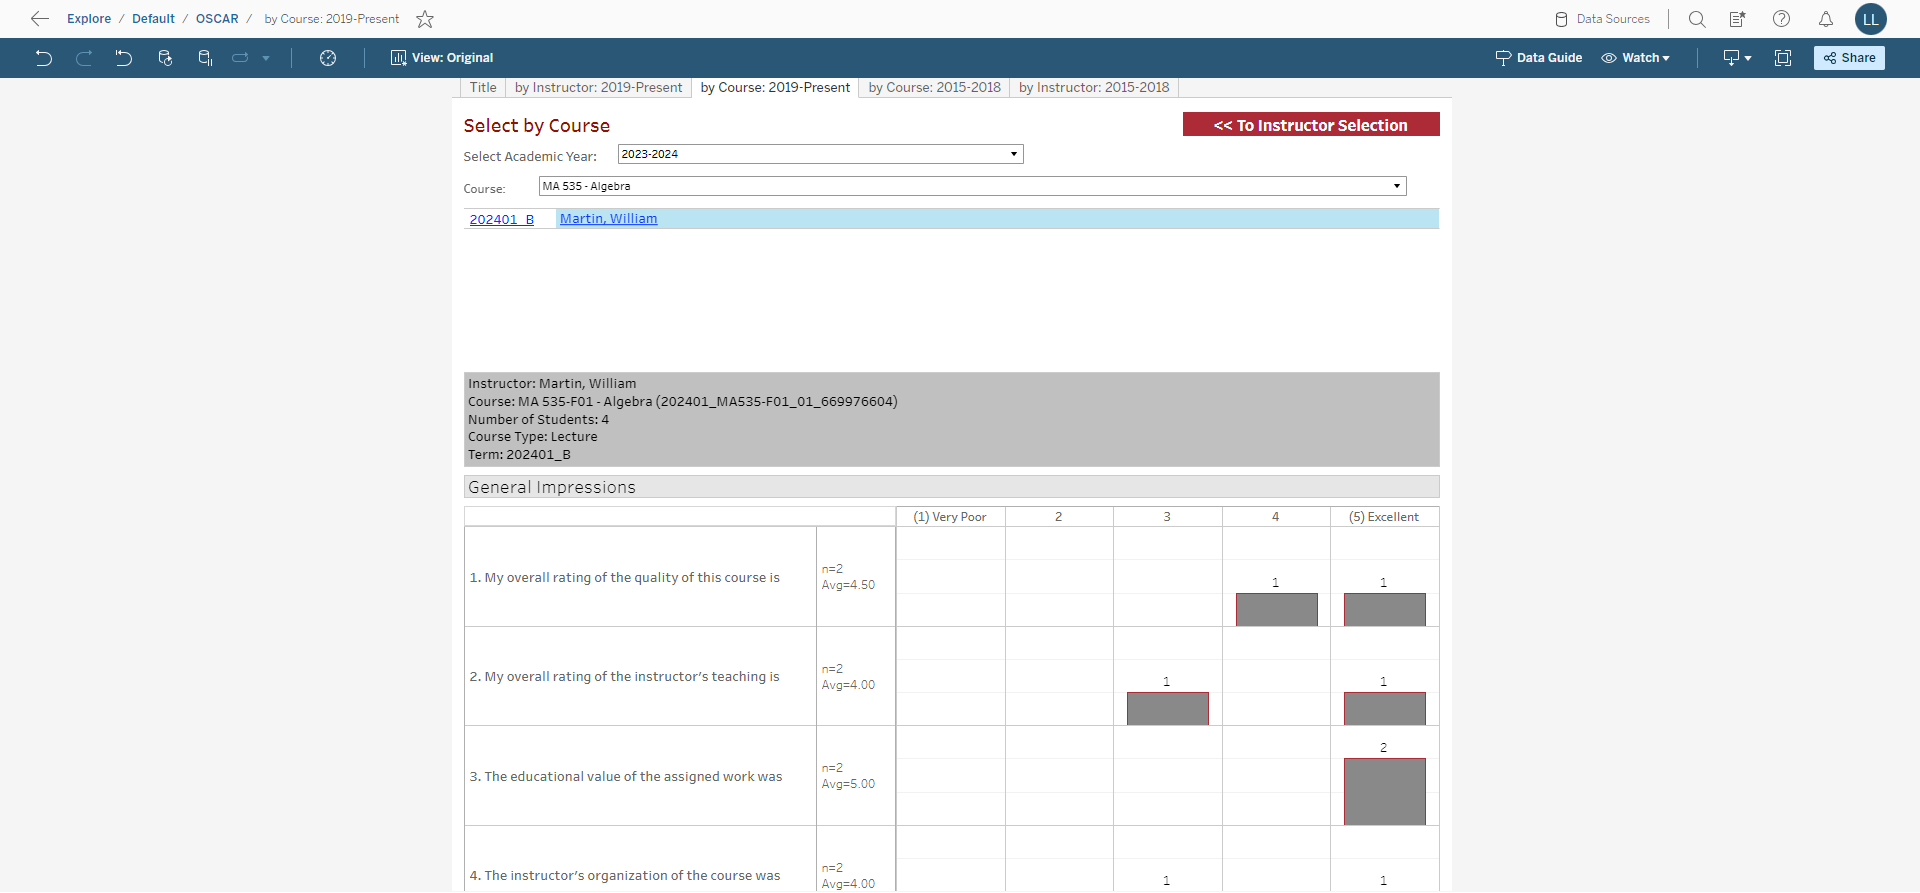 Explore / Default / OSCAR / by Course: 2019-Present
Data Sources
LL
View: Original
Data Guide
Watch
Share
Title
by Instructor: 2019-Present
by Course: 2019-Present
by Course: 2015-2018
by Instructor: 2015-2018
Select by Course
<< To Instructor Selection
Select Academic Year:
2023-2024
Course:
MA 535 - Algebra
202401_B
Martin, William
Instructor: Martin, William
Course: MA 535-F01 - Algebra (202401_MA535-F01_01_669976604)
Number of Students: 4
Course Type: Lecture
Term: 202401_B
General Impressions
(1) Very Poor
2
3
4
(5) Excellent
1. My overall rating of the quality of this course is
n=2
Avg=4.50
1
1
2. My overall rating of the instructor's teaching is
n=2
Avg=4.00
1
1
3. The educational value of the assigned work was
n=2
Avg=5.00
2
4. The instructor's organization of the course was
n=2
Avg=4.00
1
1